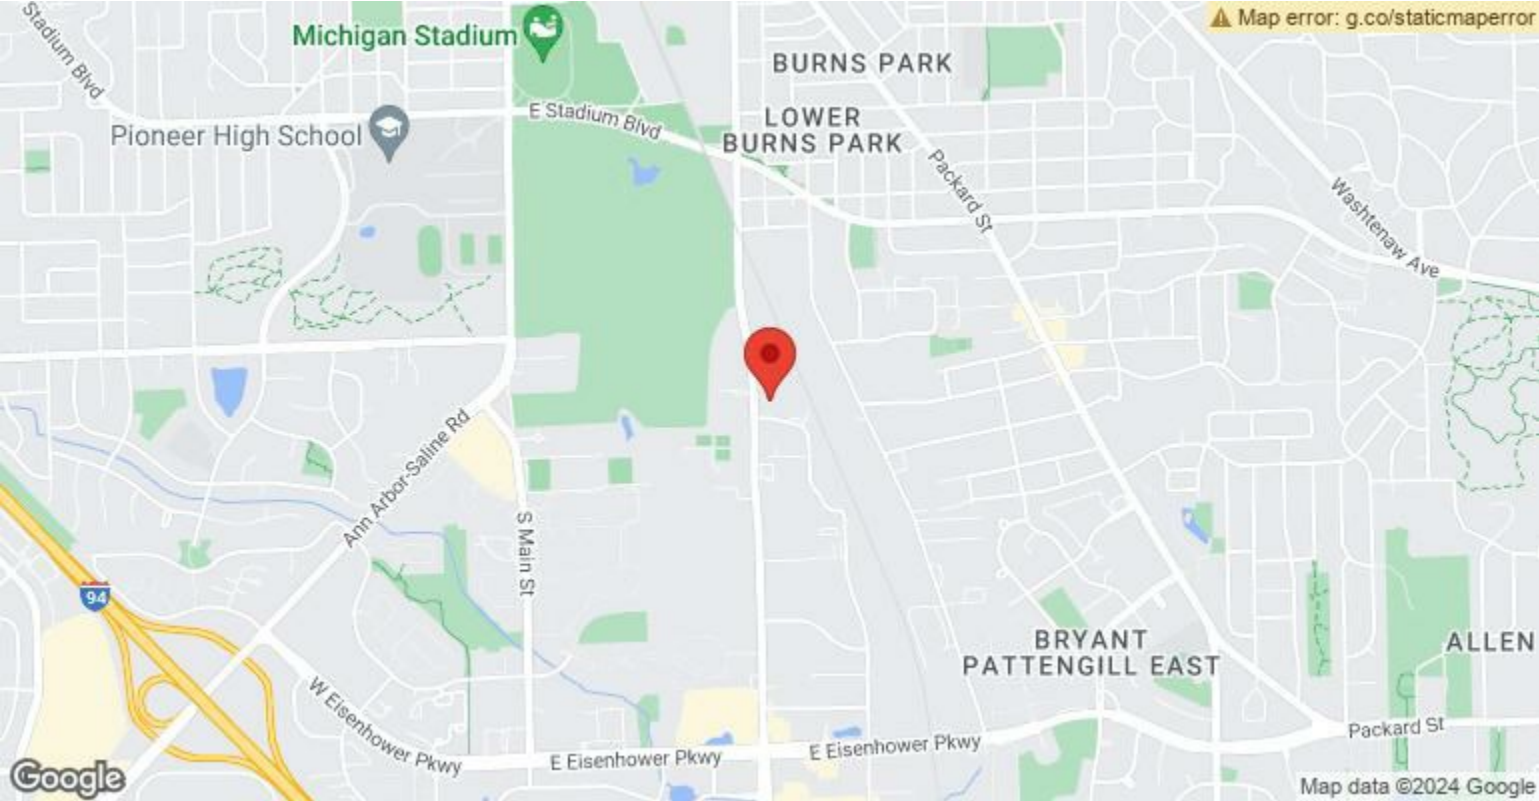 Map error: g.co/staticmaperror
Stadium Blvd
Michigan Stadium
BURNS PARK
E Stadium Blvd
LOWER
BURNS PARK
Pioneer High School
Packard St
Washtenaw Ave
Ann Arbor-Saline Rd
S Main St
94
BRYANT
PATTENGILL EAST
ALLEN
W Eisenhower Pkwy
E Eisenhower Pkwy
E Eisenhower Pkwy
Packard St
Google
Map data ©2024 Google